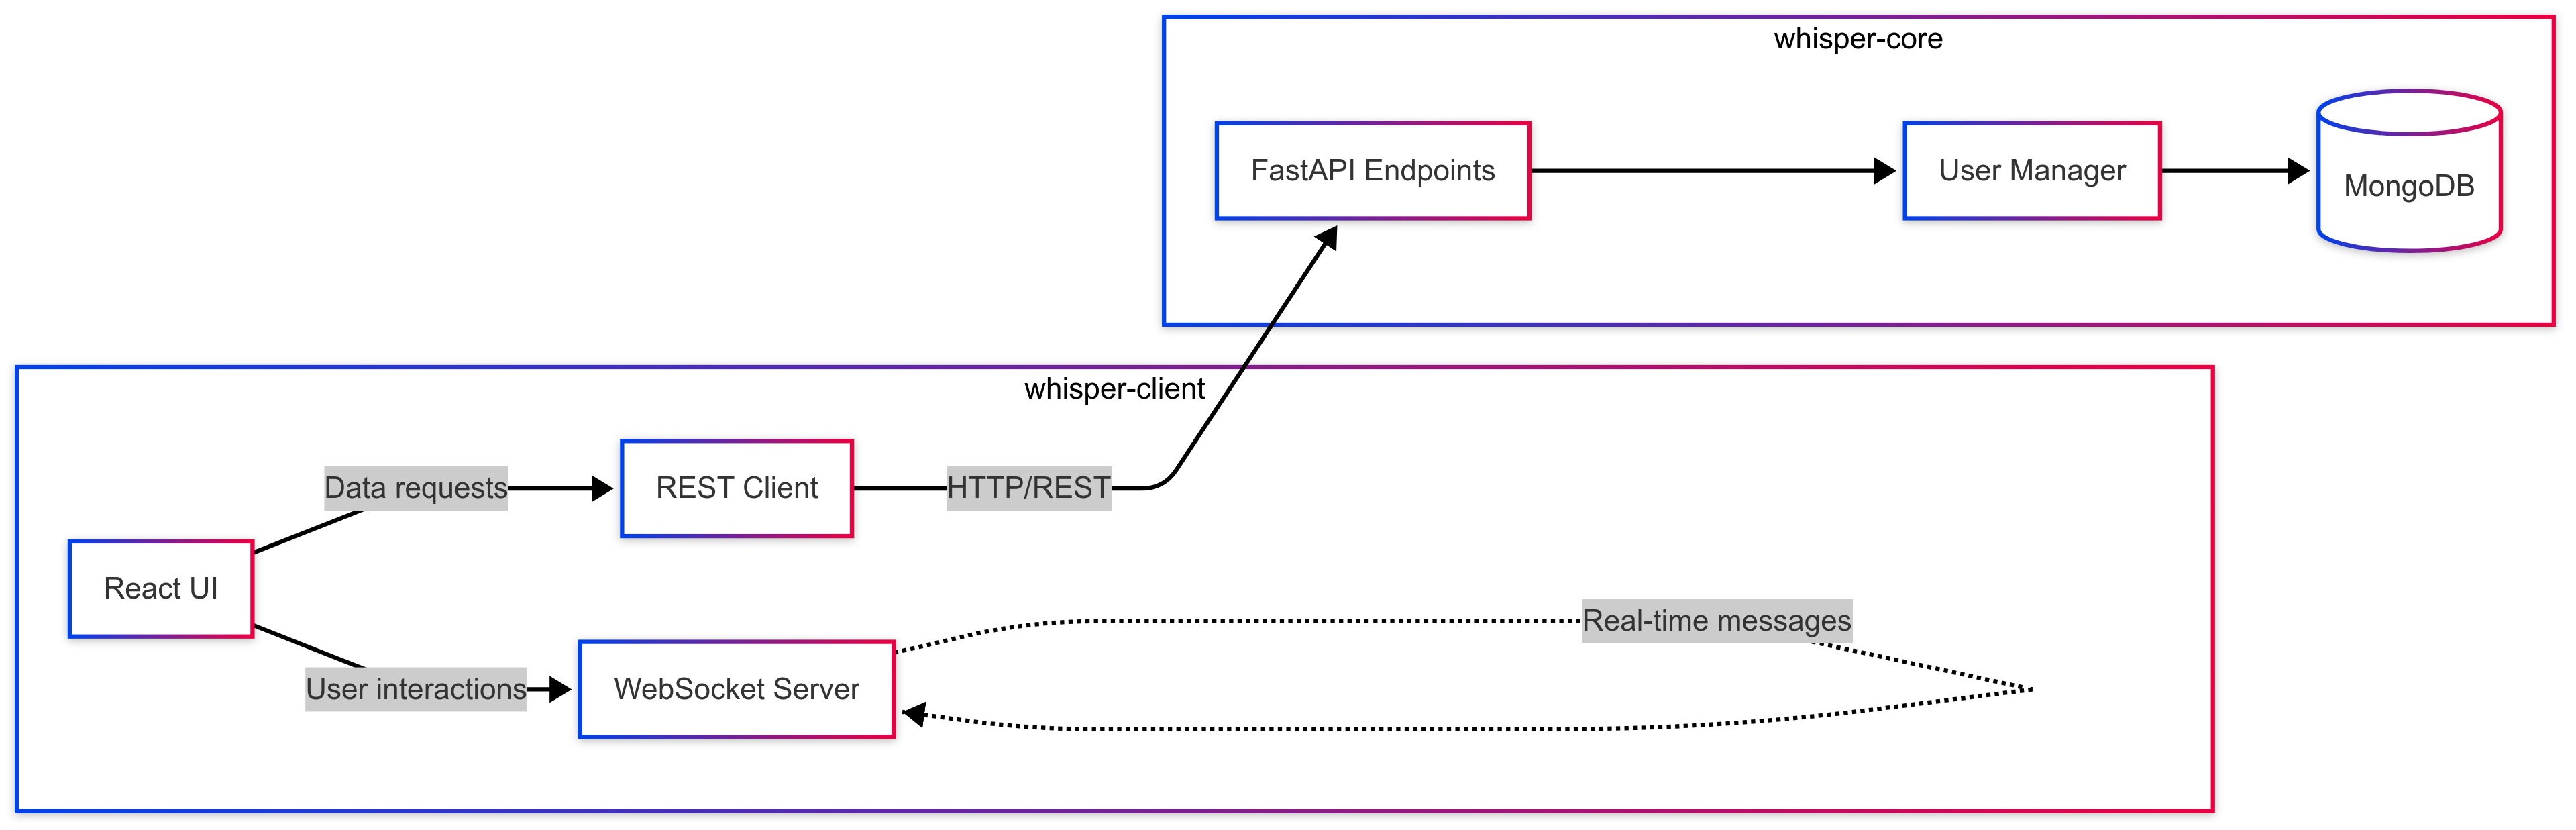 whisper-core
FastAPI Endpoints
User Manager
MongoDB
whisper-client
Data requests
REST Client
HTTP/REST
React UI
Real-time messages
User interactions
WebSocket Server